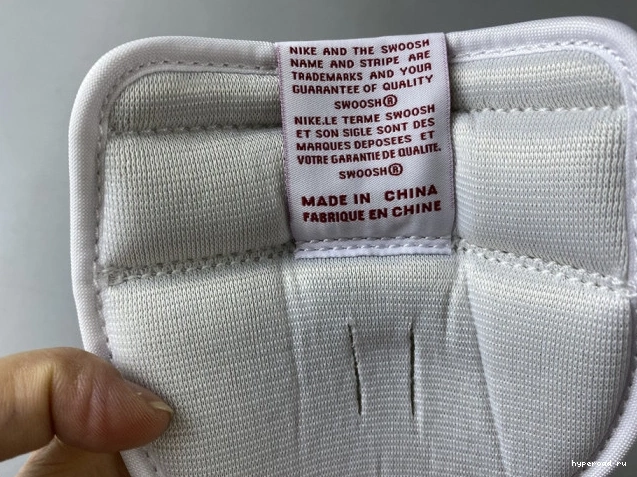 NIKE AND THE SWOOSH
NAME AND STRIPE ARE
TRADEMARKS AND YOUR
GUARANTEE OF QUALITY
SWOOSH®
NIKE.LE TERME SWOOSH
ET SON SIGLE SONT DES
MARQUES DEPOSEES ET
VOTRE GARANTIE DE QUALITE.
SWOOSH®
MADE IN CHINA
FABRIQUE EN CHINE